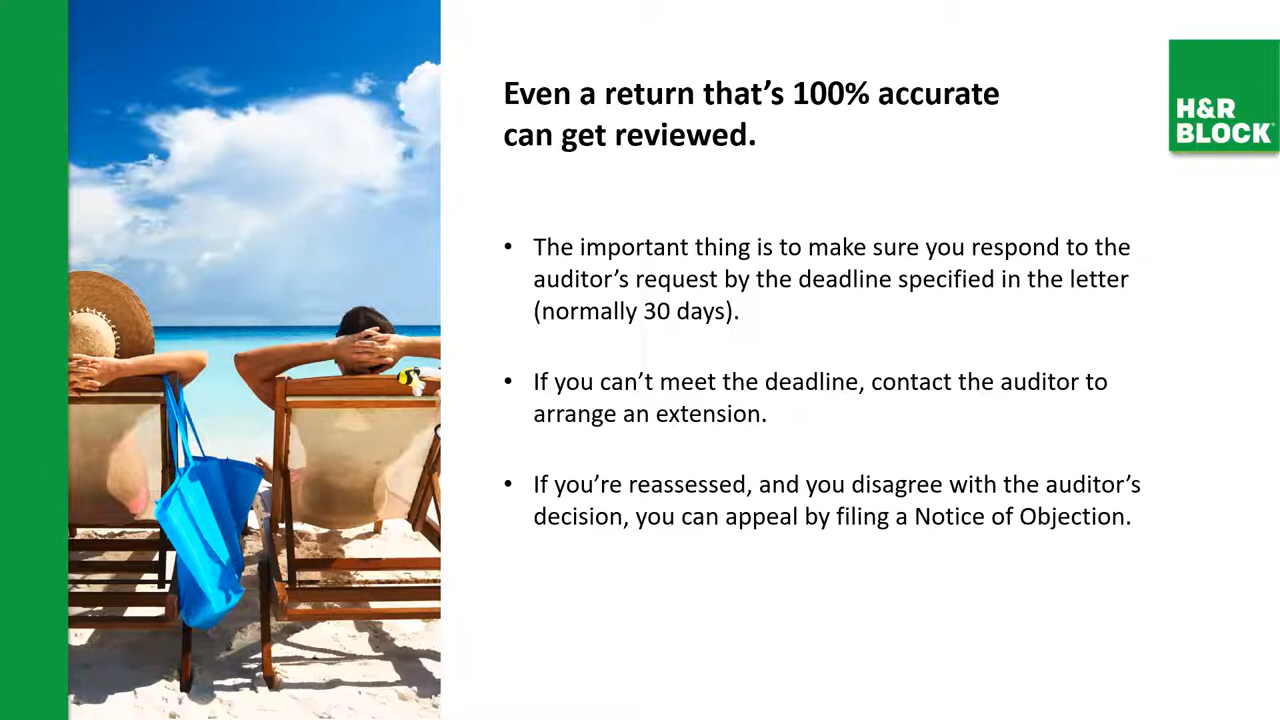 Even a return that’s 100% accurate
can get reviewed.
H&R
BLOCK®
• The important thing is to make sure you respond to the
auditor’s request by the deadline specified in the letter
(normally 30 days).
• If you can’t meet the deadline, contact the auditor to
arrange an extension.
• If you’re reassessed, and you disagree with the auditor’s
decision, you can appeal by filing a Notice of Objection.